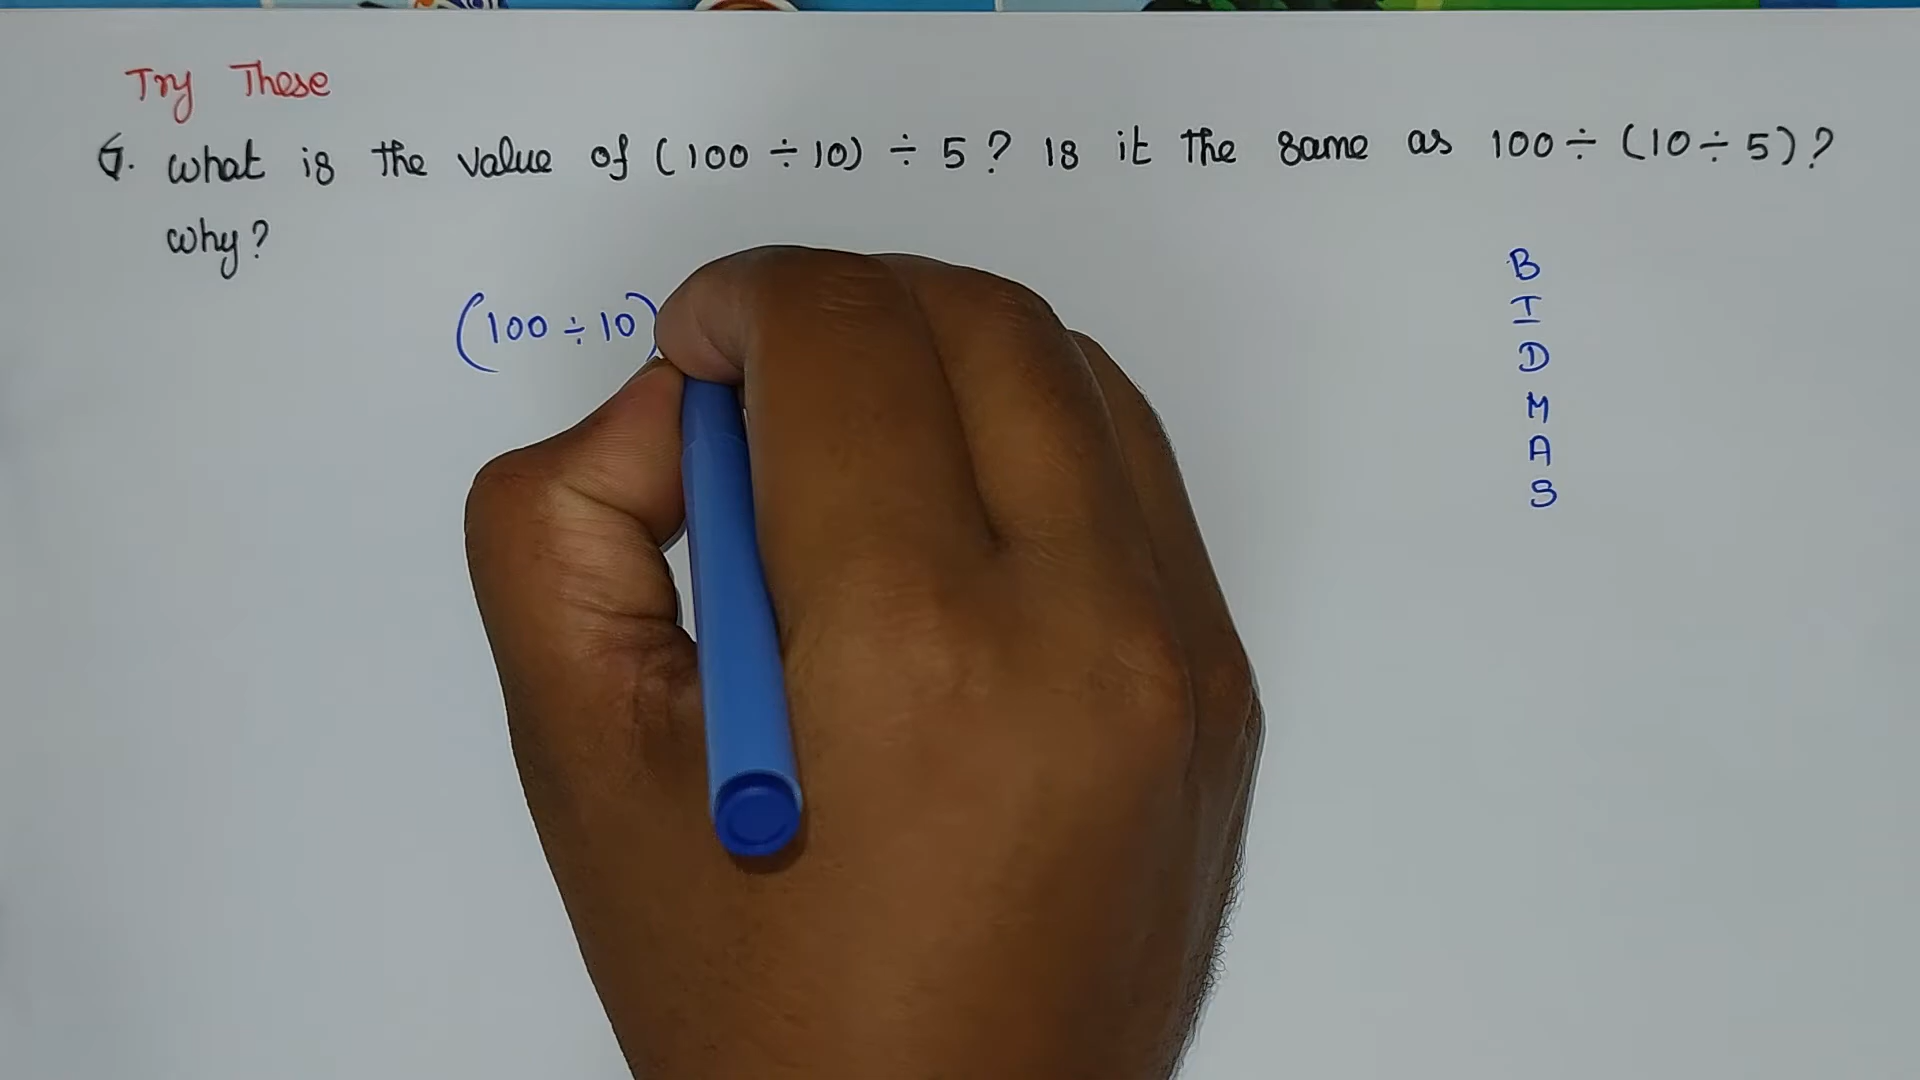 Try These
Q. What is the value of (100 ÷ 10) ÷ 5? Is it the same as 100 ÷ (10 ÷ 5)?
why?
(100 ÷ 10)
B
I
D
M
A
S